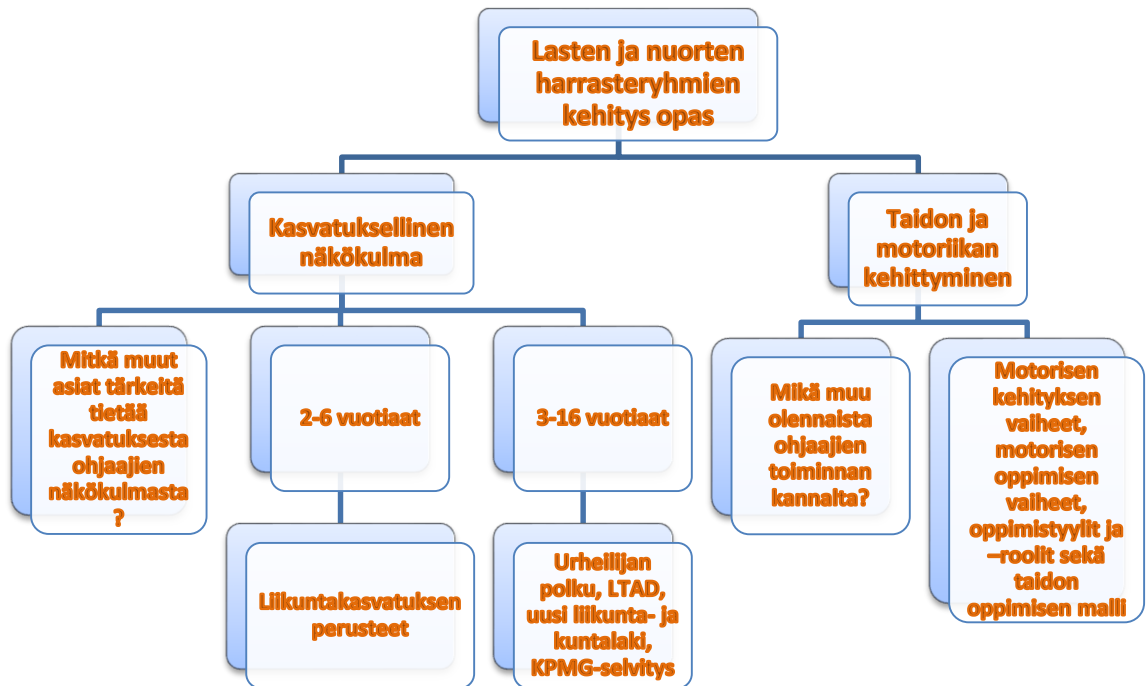 Lasten ja nuorten
harrasteryhmien
kehitys opas
Kasvatuksellinen
näkökulma
Taidon ja
motoriikan
kehittyminen
Mitkä muut
asiat tärkeitä
tietää
kasvatuksesta
ohjaajien
näkökulmasta
?
2-6 vuotiaat
3-16 vuotiaat
Mikä muu
olennaista
ohjaajien
toiminnan
kannalta?
Motorisen
kehityksen
vaiheet,
motorisen
oppimisen
vaiheet,
oppimistyylit ja
–roolit sekä
taidon
oppimisen malli
Liikuntakasvatuksen
perusteet
Urheilijan
polku, LTAD,
uusi liikunta- ja
kuntalaki,
KPMG-selvitys